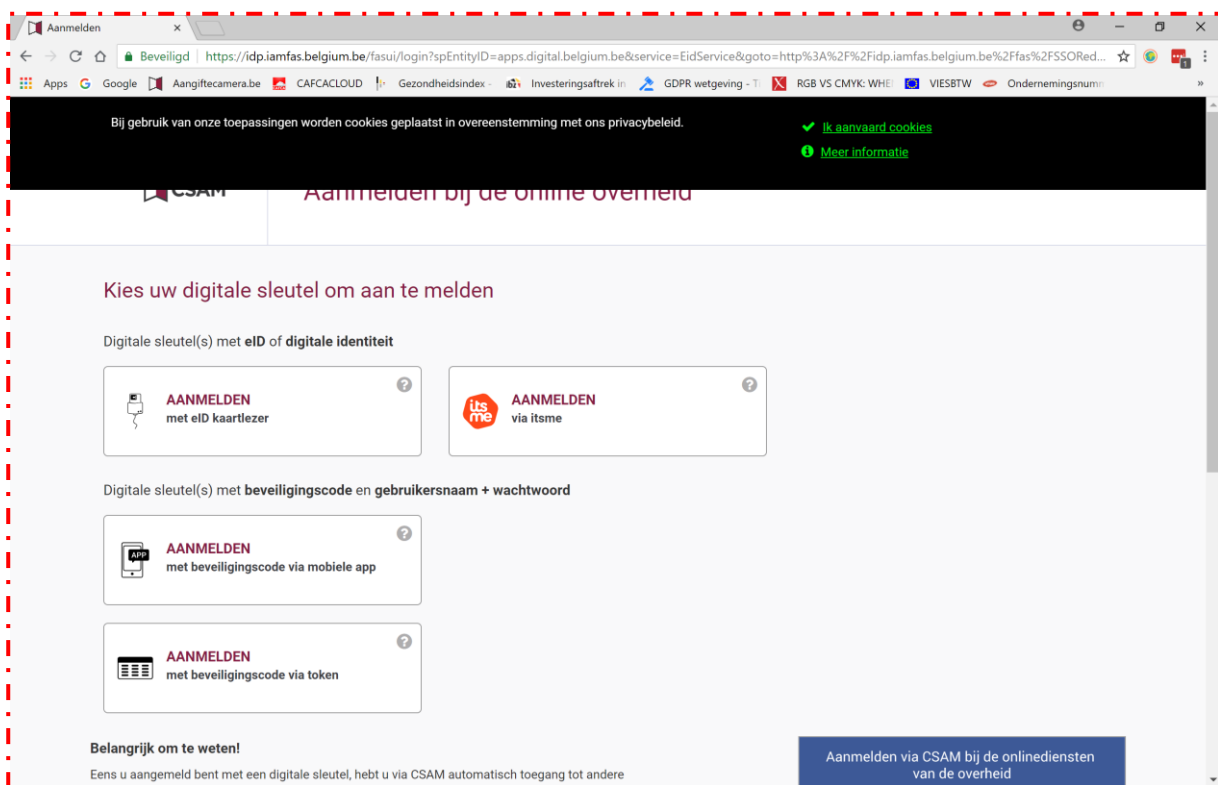 Aanmelden
Beveiligd | https://idp.iamfas.belgium.be/fasui/login?spEntityID=apps.digital.belgium.be&service=EidService&goto=http%3A%2F%2Fidp.iamfas.belgium.be%2Ffas%2FSSORed...
Apps Google Aangiftecamera.be CAFCACLOUD Gezondheidsindex - Investeringsaftrek in GDPR wetgeving - Ti RGB VS CMYK: WHE VIESBTW Ondernemingsnum »
Bij gebruik van onze toepassingen worden cookies geplaatst in overeenstemming met ons privacybeleid.
Ik aanvaard cookies
Meer informatie
CSAM
Aanmelden bij de online overheid
Kies uw digitale sleutel om aan te melden
Digitale sleutel(s) met eID of digitale identiteit
AANMELDEN
met eID kaartlezer
its
me
AANMELDEN
via itsme
Digitale sleutel(s) met beveiligingscode en gebruikersnaam + wachtwoord
APP
AANMELDEN
met beveiligingscode via mobiele app
AANMELDEN
met beveiligingscode via token
Belangrijk om te weten!
Eens u aangemeld bent met een digitale sleutel, hebt u via CSAM automatisch toegang tot andere
Aanmelden via CSAM bij de onlinediensten
van de overheid